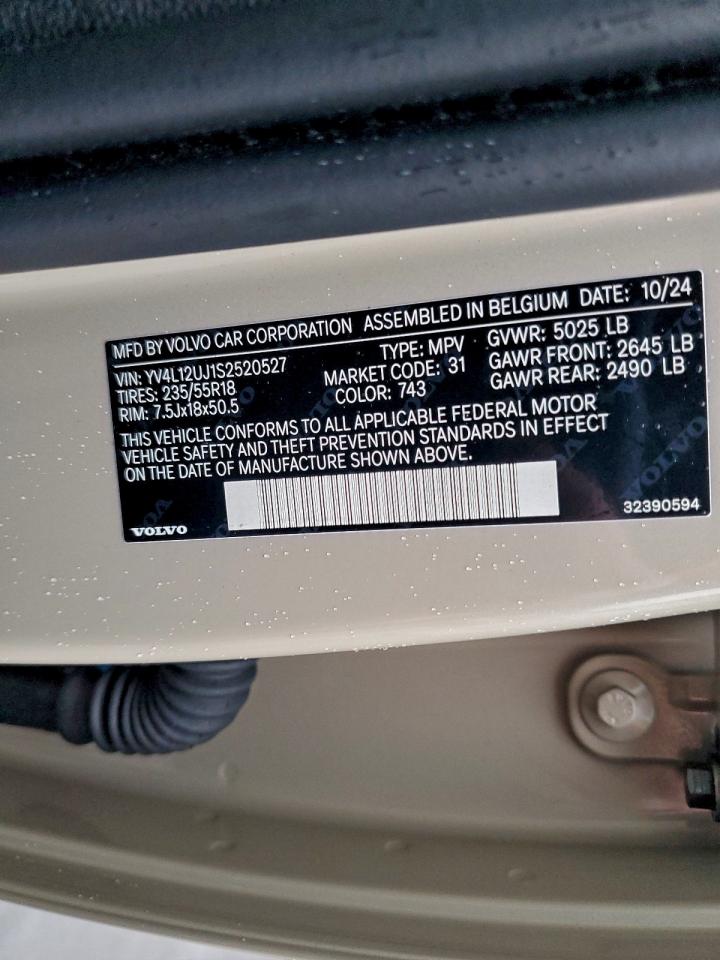 MFD BY VOLVO CAR CORPORATION ASSEMBLED IN BELGIUM DATE: 10/24
VIN: YV4L12UJ1S2520527 TYPE: MPV GVWR: 5025 LB
TIRES: 235/55R18 MARKET CODE: 31 GAWR FRONT: 2645 LB
RIM: 7.5Jx18x50.5 COLOR: 743 GAWR REAR: 2490 LB
THIS VEHICLE CONFORMS TO ALL APPLICABLE FEDERAL MOTOR
VEHICLE SAFETY AND THEFT PREVENTION STANDARDS IN EFFECT
ON THE DATE OF MANUFACTURE SHOWN ABOVE.
VOLVO 32390594